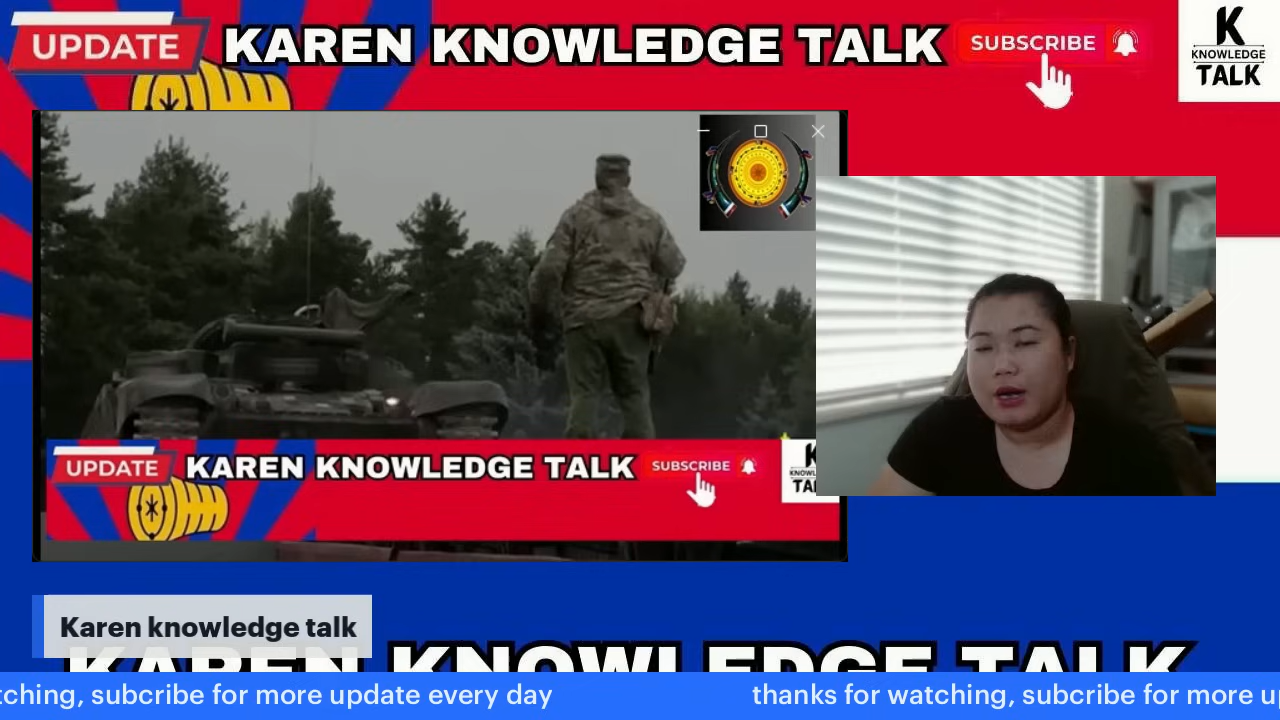 UPDATE
KAREN KNOWLEDGE TALK
SUBSCRIBE
K
KNOWLEDGE
TALK
UPDATE
KAREN KNOWLEDGE TALK
SUBSCRIBE
Karen knowledge talk
KAREN KNOWLEDGE TALK
subcribe for more update every day
thanks for watching, subcribe for more